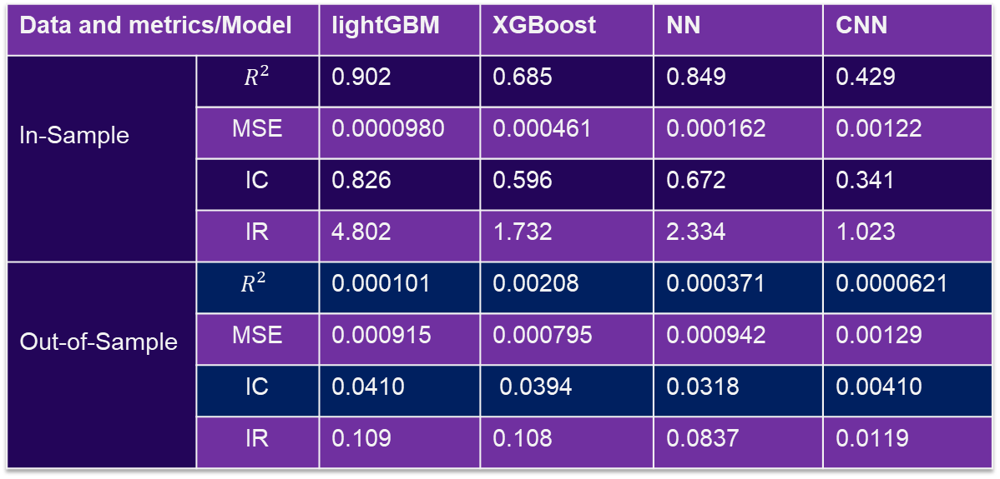 Data and metrics/Model lightGBM XGBoost NN CNN
In-Sample
R² 0.902 0.685 0.849 0.429
MSE 0.0000980 0.000461 0.000162 0.00122
IC 0.826 0.596 0.672 0.341
IR 4.802 1.732 2.334 1.023
Out-of-Sample
R² 0.000101 0.00208 0.000371 0.0000621
MSE 0.000915 0.000795 0.000942 0.00129
IC 0.0410 0.0394 0.0318 0.00410
IR 0.109 0.108 0.0837 0.0119